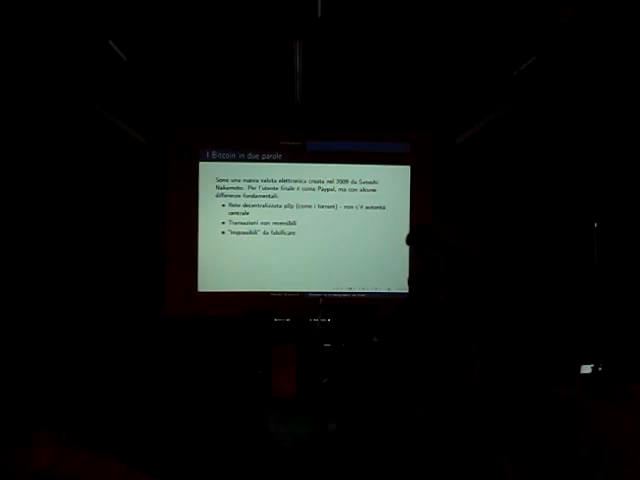 I Bitcoin in due parole
Sono una nuova valuta elettronica creata nel 2009 da Satoshi
Nakamoto. Per l'utente finale è come Paypal, ma con alcune
differenze fondamentali:
Rete decentralizzata p2p (come i torrent) - non c'è autorità
centrale
Transazioni non reversibili
"Impossibili" da falsificare